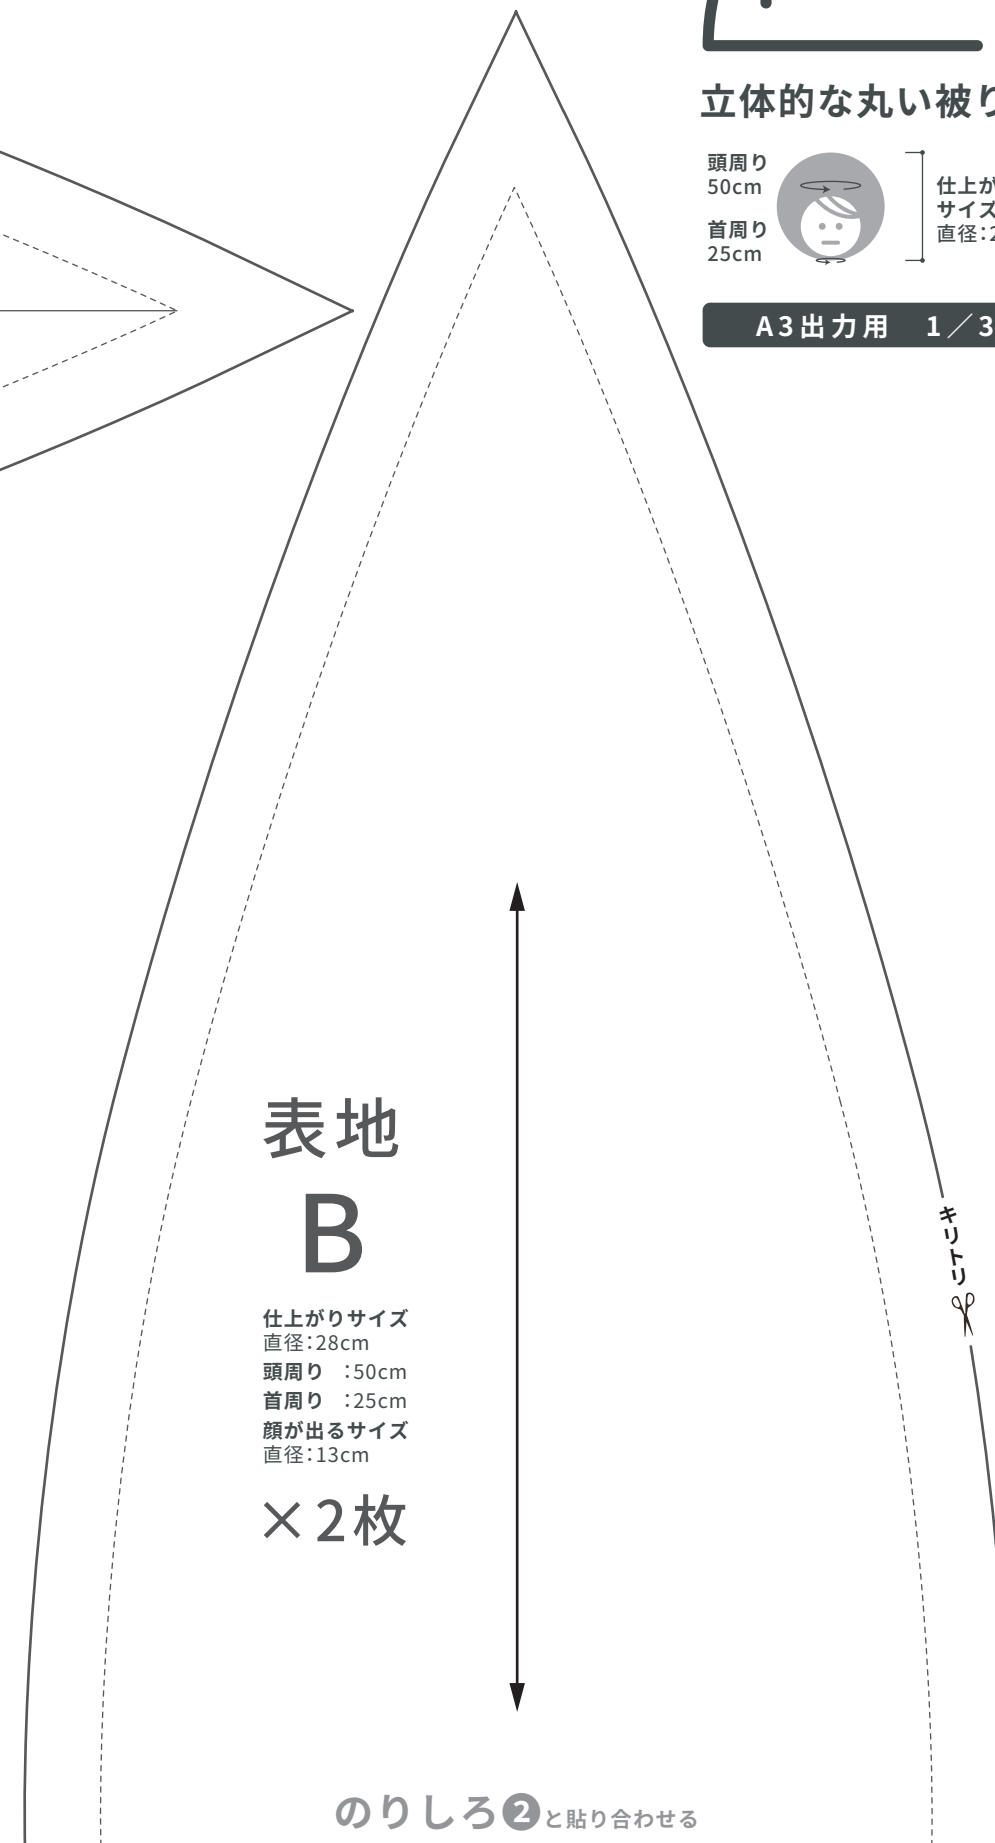 立体的な丸い被り
頭周り
50cm
首周り
25cm
仕上が
サイズ
直径：2
A3出力用　1／3
キリトリ
表地
B
仕上がりサイズ
直径：28cm
頭周り　：50cm
首周り　：25cm
顔が出るサイズ
直径：13cm
×2枚
のりしろ❷と貼り合わせる